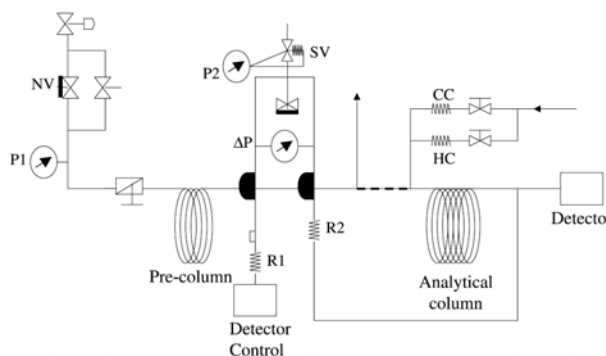 SV
P2
NV
CC
ΔP
HC
P1
R2
Detecto
R1
Pre-column
Analytical
column
Detector
Control